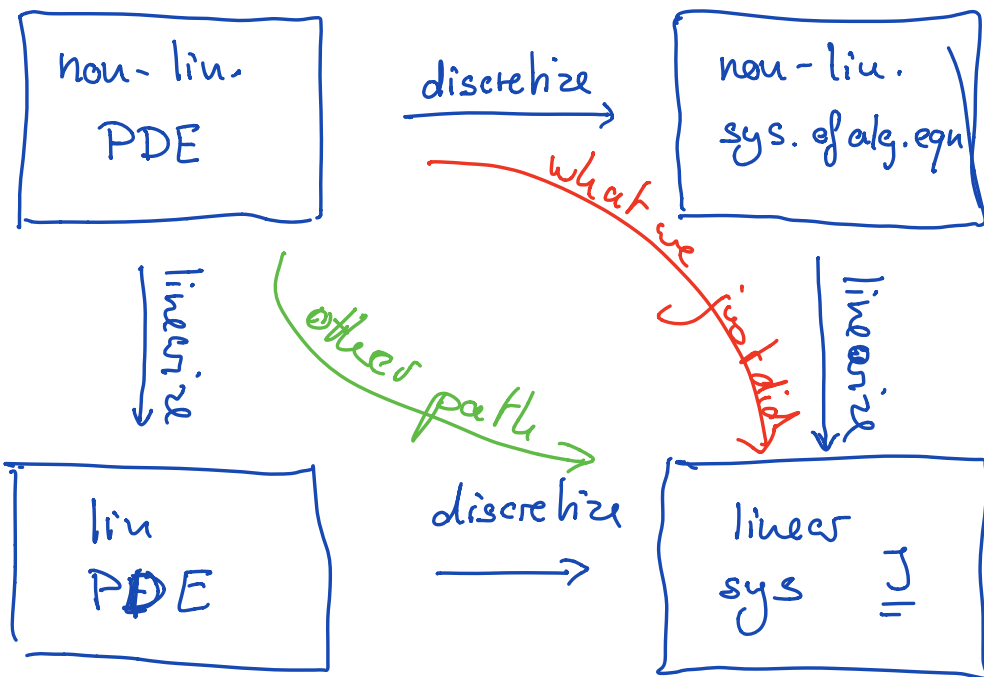 non-lin.
PDE
discretize
non-lin.
sys. of alg. eqn
what we just did
linearize
other path
linearize
lin
PDE
discretize
linear
sys J